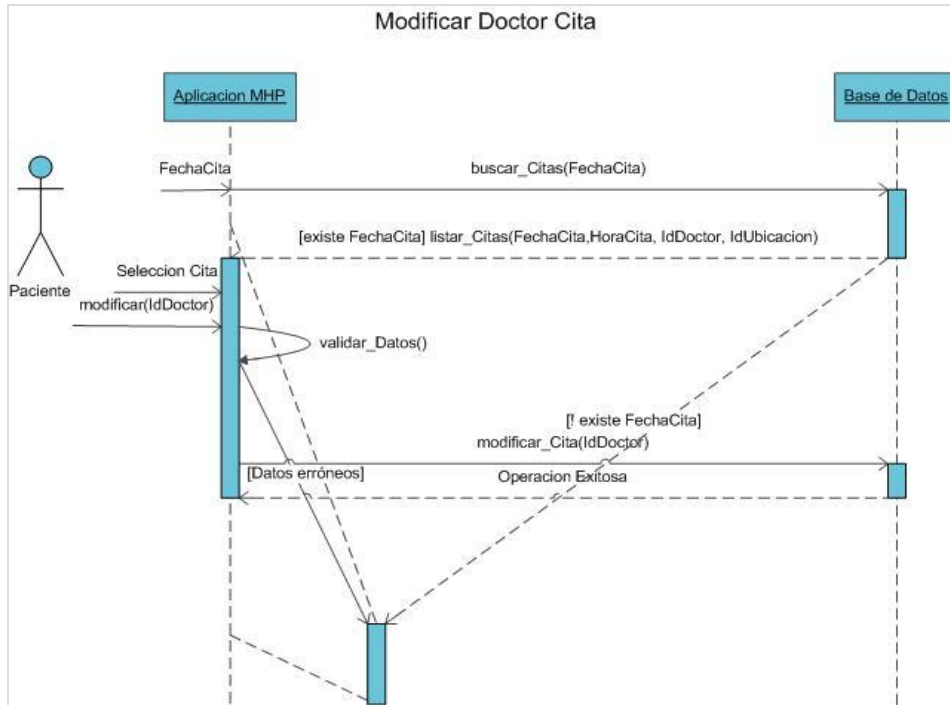 Modificar Doctor Cita
Aplicacion MHP
Base de Datos
FechaCita
buscar_Citas(FechaCita)
[existe FechaCita] listar_Citas(FechaCita,HoraCita, IdDoctor, IdUbicacion)
Seleccion Cita
Paciente
modificar(IdDoctor)
validar_Datos()
[! existe FechaCita]
modificar_Cita(IdDoctor)
[Datos erróneos]
Operacion Exitosa